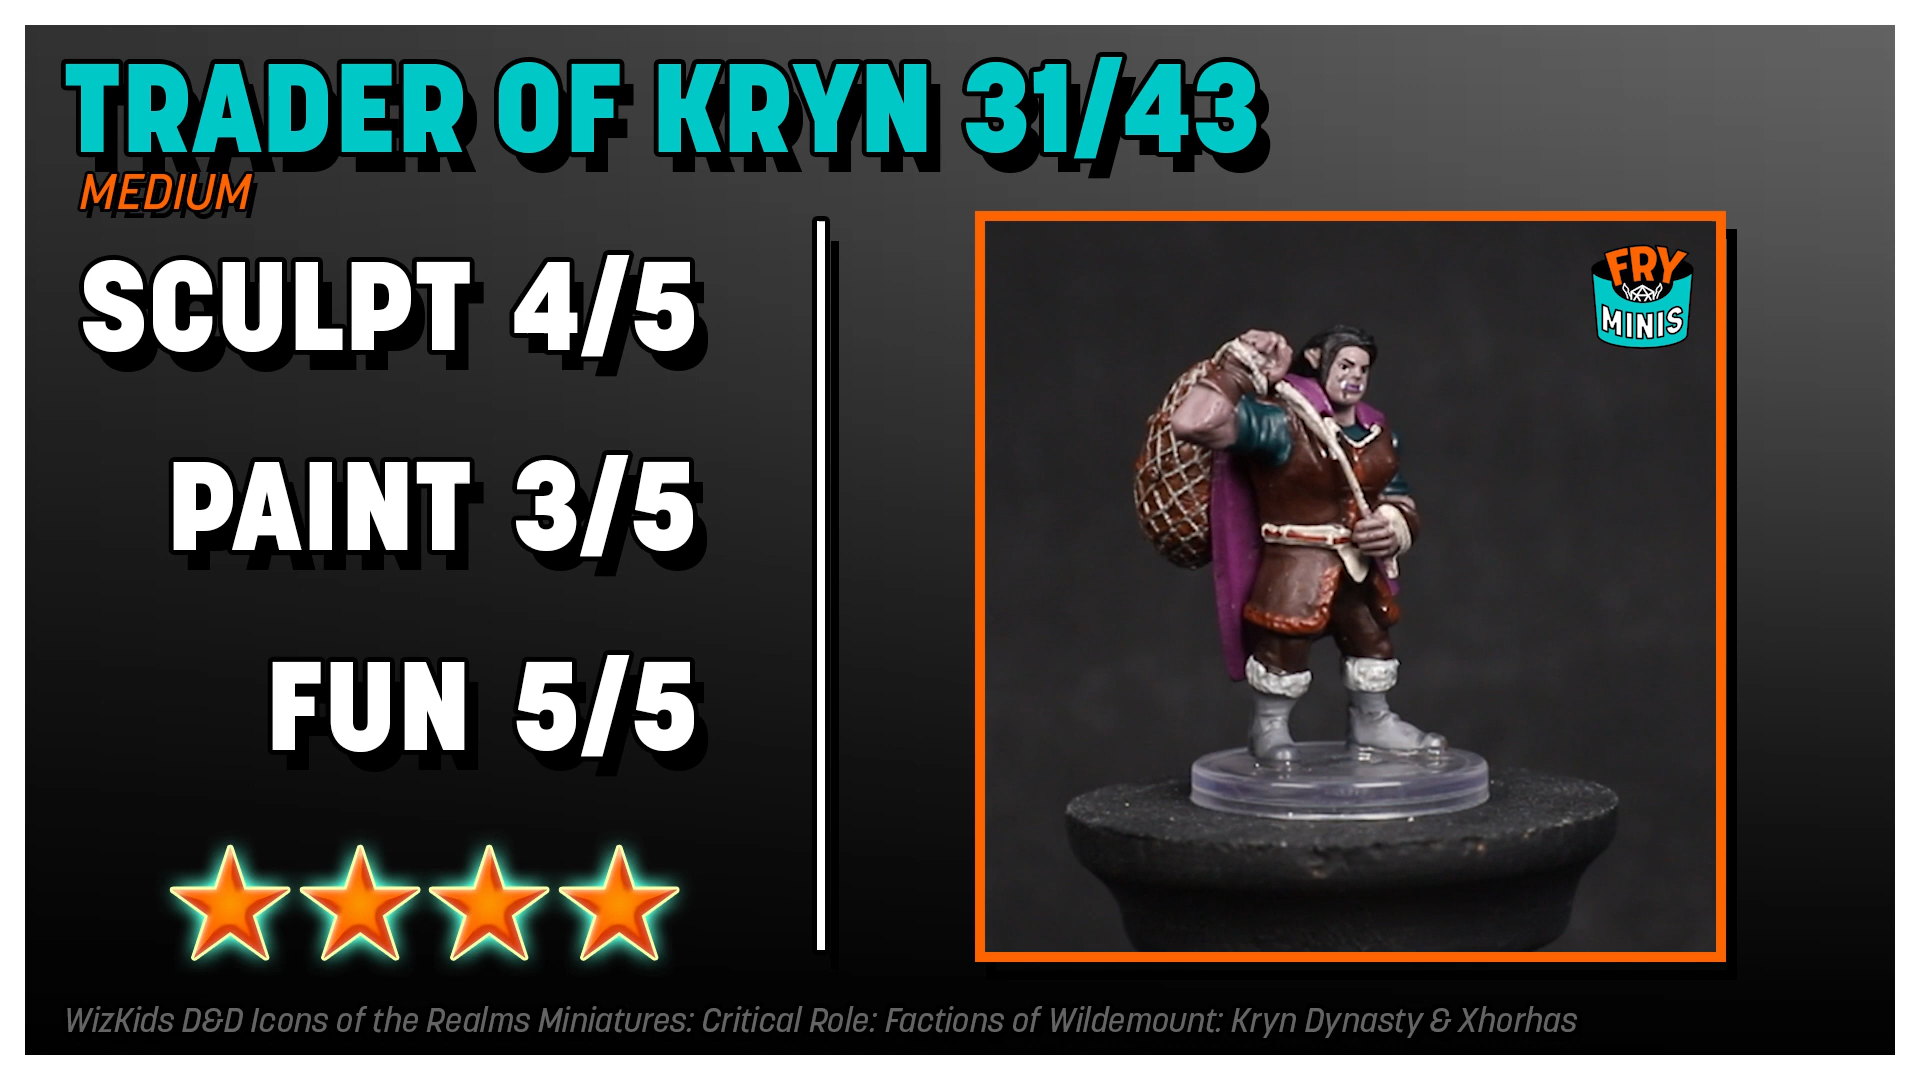 TRADER OF KRYN 31/43
MEDIUM
SCULPT 4/5
PAINT 3/5
FUN 5/5
FRY
MINIS
WizKids D&D Icons of the Realms Miniatures: Critical Role: Factions of Wildemount: Kryn Dynasty & Xhorhas